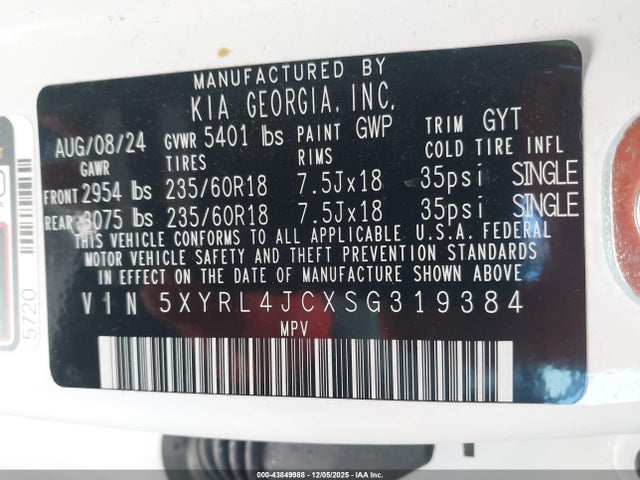 MANUFACTURED BY
KIA GEORGIA, INC.
AUG/08/24 GVWR 5401 lbs PAINT GWP TRIM GYT
GAWR TIRES RIMS COLD TIRE INFL
FRONT 2954 lbs 235/60R18 7.5Jx18 35psi SINGLE
REAR 3075 lbs 235/60R18 7.5Jx18 35psi SINGLE
THIS VEHICLE CONFORMS TO ALL APPLICABLE U.S.A. FEDERAL
MOTOR VEHICLE SAFETY AND THEFT PREVENTION STANDARDS
IN EFFECT ON THE DATE OF MANUFACTURE SHOWN ABOVE
VIN 5XYRL4JCXSG319384
MPV
5720
000-43849988 - 12/05/2025 - IAA Inc.